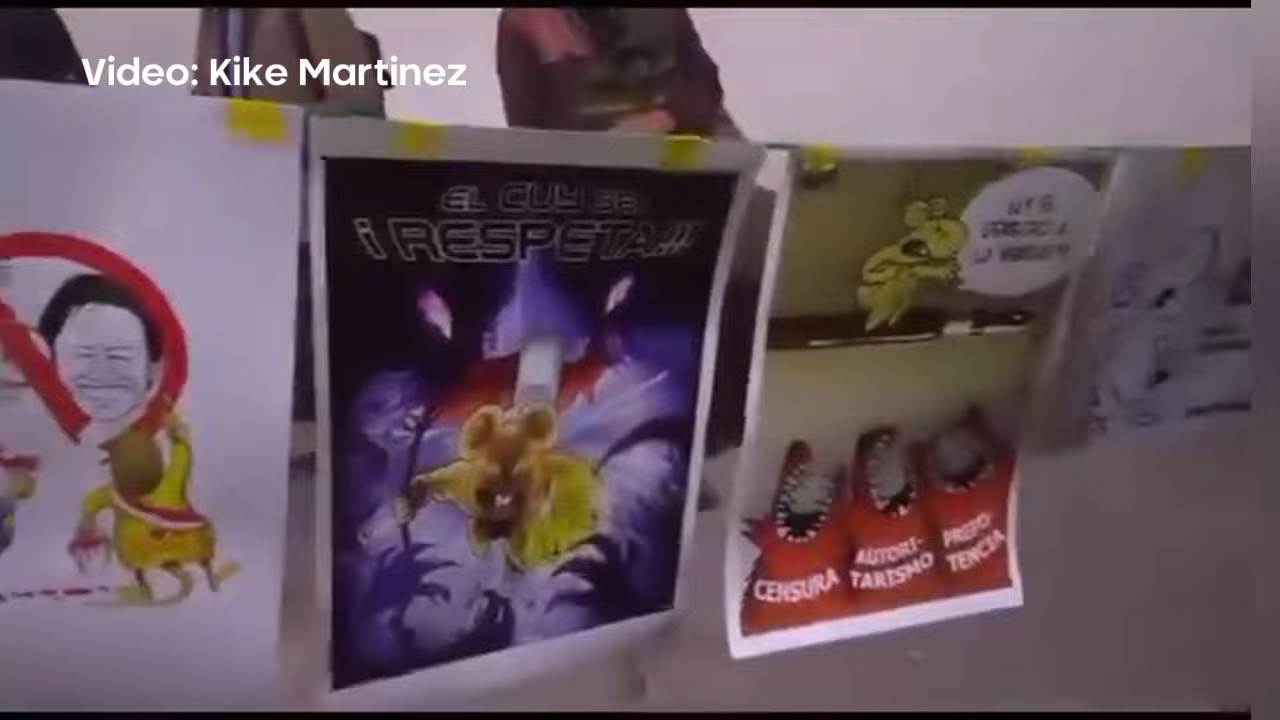 Video: Kike Martinez
EL CUY SE
¡RESPETA!!!
CENSURA
AUTORI-
TARISMO
PREPO-
TENCIA